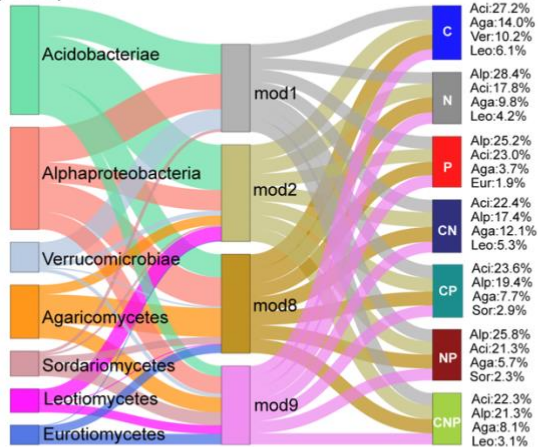 Acidobacteriae
Alphaproteobacteria
Verrucomicrobiae
Agaricomycetes
Sordariomycetes
Leotiomycetes
Eurotiomycetes
mod1
mod2
mod8
mod9
C
Aci:27.2%
Aga:14.0%
Ver:10.2%
Leo:6.1%
N
Alp:28.4%
Aci:17.8%
Aga:9.8%
Leo:4.2%
P
Alp:25.2%
Aci:23.0%
Aga:3.7%
Eur:1.9%
CN
Aci:22.4%
Alp:17.4%
Aga:12.1%
Leo:5.3%
CP
Aci:23.6%
Alp:19.4%
Aga:7.7%
Sor:2.9%
NP
Alp:25.8%
Aci:21.3%
Aga:5.7%
Sor:2.3%
CNP
Aci:22.3%
Alp:21.3%
Aga:8.1%
Leo:3.1%